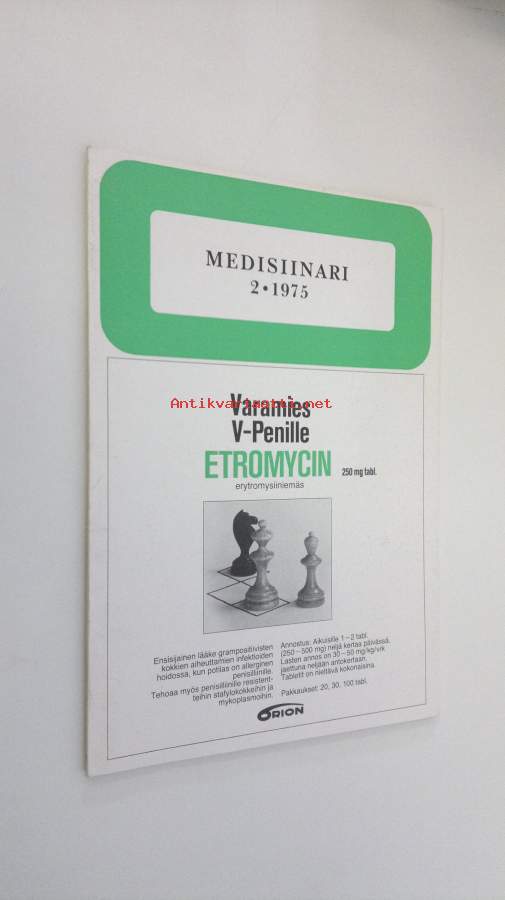 MEDISIINARI
2 • 1975
Varamies
Antikvariaatti.net
V-Penille
ETROMYCIN 250 mg tabl.
erytromysiiniemäs
Ensisijainen lääke grampositiivisten
kokkien aiheuttamien infektioiden
hoidossa, kun potilas on allerginen
penisilliinille.
Tehoaa myös penisilliinille resistent-
teihin stafylokokkeihin ja
mykoplasmoihin.
Annostus: Aikuisille 1–2 tabl.
(250–500 mg) neljä kertaa päivässä.
Lasten annos on 30–50 mg/kg/vrk
jaettuna neljään antokertaan.
Tabletit on nieltävä kokonaisina.
Pakkaukset: 20, 30, 100 tabl.
ORION